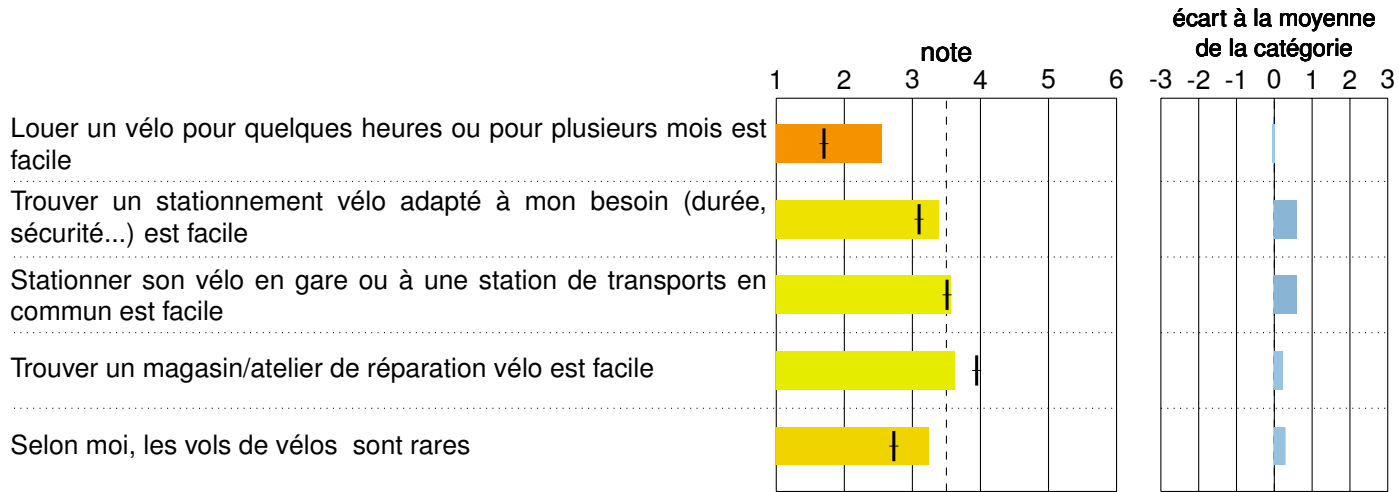 écart à la moyenne
de la catégorie
note
1 2 3 4 5 6
-3 -2 -1 0 1 2 3
Louer un vélo pour quelques heures ou pour plusieurs mois est
facile
Trouver un stationnement vélo adapté à mon besoin (durée,
sécurité...) est facile
Stationner son vélo en gare ou à une station de transports en
commun est facile
Trouver un magasin/atelier de réparation vélo est facile
Selon moi, les vols de vélos sont rares